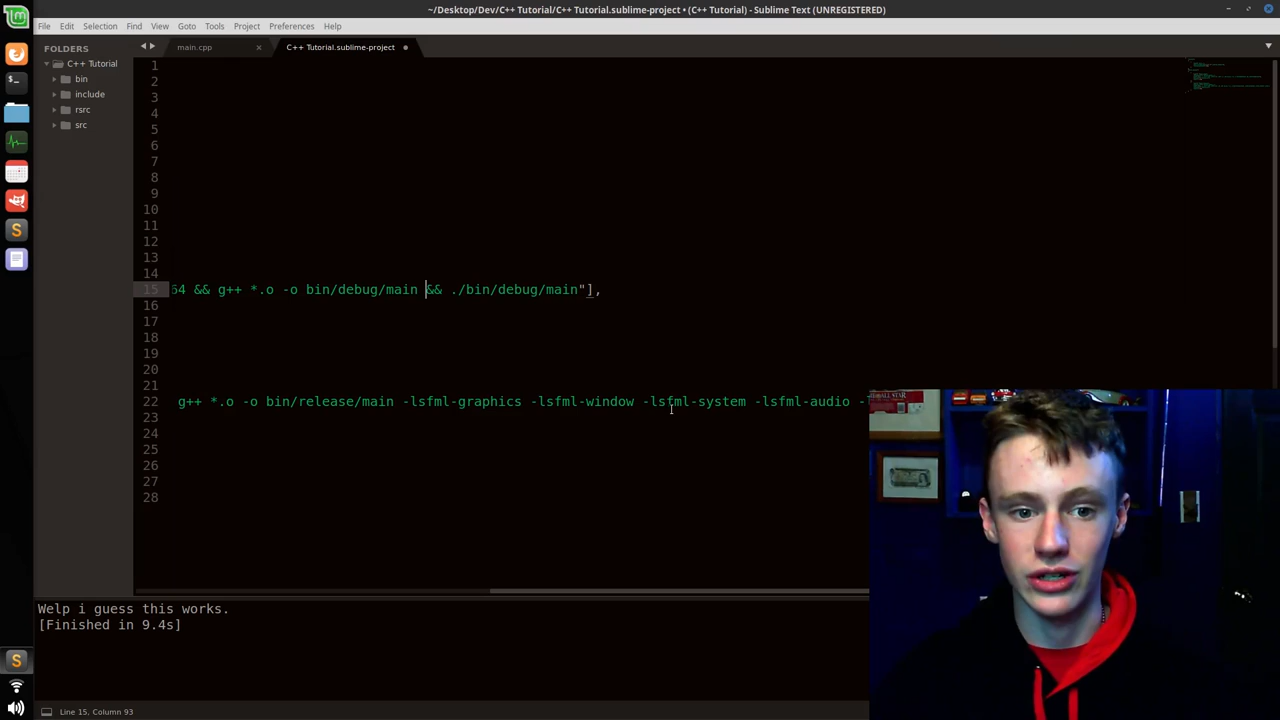 ~/Desktop/Dev/C++ Tutorial/C++ Tutorial.sublime-project • (C++ Tutorial) - Sublime Text (UNREGISTERED)
File Edit Selection Find View Goto Tools Project Preferences Help
FOLDERS
C++ Tutorial
bin
include
rsrc
src
main.cpp
C++ Tutorial.sublime-project
1
2
3
4
5
6
7
8
9
10
11
12
13
14
15 64 && g++ *.o -o bin/debug/main && ./bin/debug/main"],
16
17
18
19
20
21
22 g++ *.o -o bin/release/main -lsfml-graphics -lsfml-window -lsfml-system -lsfml-audio -
23
24
25
26
27
28
Welp i guess this works.
[Finished in 9.4s]
Line 15, Column 93